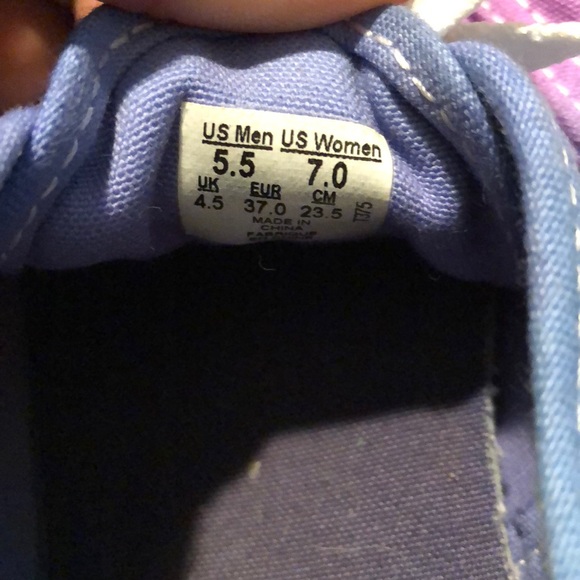 US Men US Women
5.5 7.0
UK EUR CM
4.5 37.0 23.5
MADE IN
CHINA
FABRIQUE